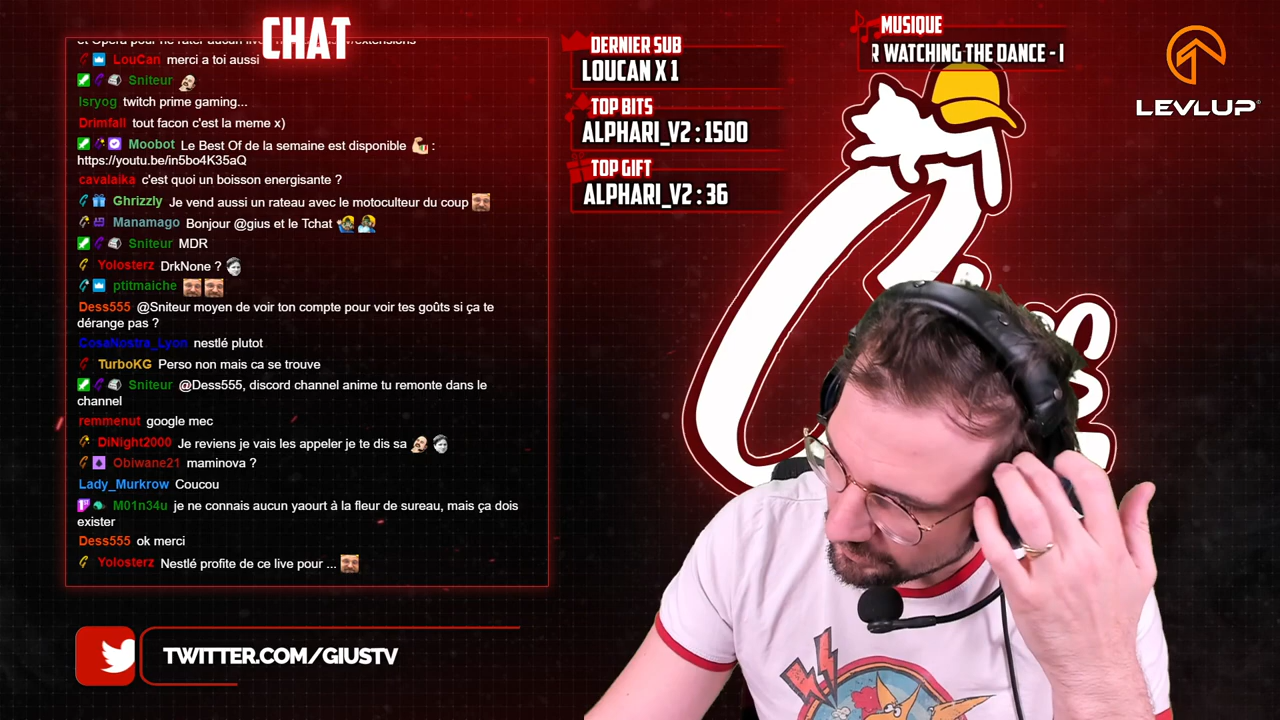 CHAT
et Opera pour ne rater aucun live
LouCan merci a toi aussi
Sniteur
Isryog twitch prime gaming...
Drimfall tout facon c'est la meme x)
Moobot Le Best Of de la semaine est disponible :
https://youtu.be/in5bo4K35aQ
cavalaika c'est quoi un boisson energisante ?
Ghrizzly Je vend aussi un rateau avec le motoculteur du coup
Manamago Bonjour @gius et le Tchat
Sniteur MDR
Yolosterz DrkNone ?
ptitmaiche
Dess555 @Sniteur moyen de voir ton compte pour voir tes goûts si ça te
dérange pas ?
CosaNostra_Lyon nestlé plutot
TurboKG Perso non mais ca se trouve
Sniteur @Dess555, discord channel anime tu remonte dans le
channel
remmenut google mec
DiNight2000 Je reviens je vais les appeler je te dis sa
Obiwane21 maminova ?
Lady_Murkrow Coucou
M01n34u je ne connais aucun yaourt à la fleur de sureau, mais ça dois
exister
Dess555 ok merci
Yolosterz Nestlé profite de ce live pour ...
TWITTER.COM/GIUSTV
DERNIER SUB
LOUCAN X 1
TOP BITS
ALPHARI_V2 : 1500
TOP GIFT
ALPHARI_V2 : 36
MUSIQUE
R WATCHING THE DANCE - I
LEVLUP